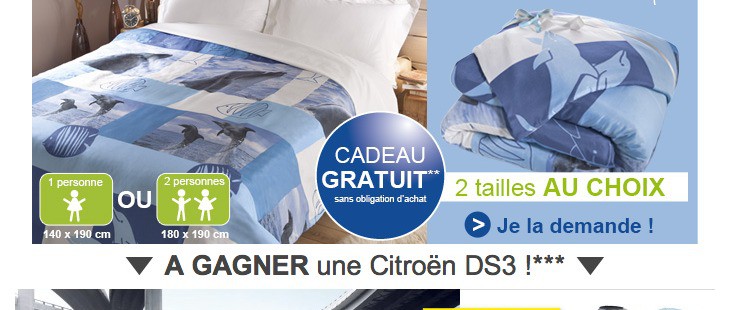 CADEAU
GRATUIT**
sans obligation d'achat
1 personne
OU
2 personnes
140 x 190 cm
180 x 190 cm
2 tailles AU CHOIX
> Je la demande !
▼ A GAGNER une Citroën DS3 !*** ▼